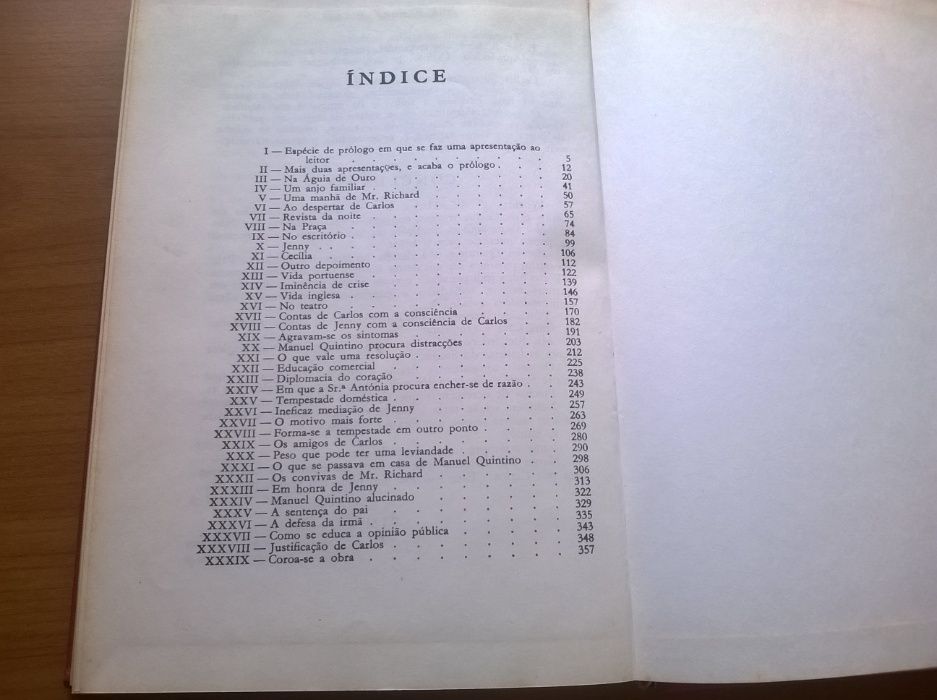 ÍNDICE
I — Espécie de prólogo em que se faz uma apresentação ao
leitor . . . . . . . . . . 5
II — Mais duas apresentações, e acaba o prólogo . . . 12
III — Na Águia de Ouro . . . . . . . . 20
IV — Um anjo familiar . . . . . . . . . 41
V — Uma manhã de Mr. Richard . . . . . . . 50
VI — Ao despertar de Carlos . . . . . . . . 57
VII — Revista da noite . . . . . . . . . 65
VIII — Na Praça . . . . . . . . . . 74
IX — No escritório . . . . . . . . . . 84
X — Jenny . . . . . . . . . . . 99
XI — Cecília . . . . . . . . . . . 106
XII — Outro depoimento . . . . . . . . 112
XIII — Vida portuense . . . . . . . . . 122
XIV — Iminência de crise . . . . . . . . 139
XV — Vida inglesa . . . . . . . . . . 146
XVI — No teatro . . . . . . . . . . 157
XVII — Contas de Carlos com a consciência . . . . 170
XVIII — Contas de Jenny com a consciência de Carlos . . 182
XIX — Agravam-se os sintomas . . . . . . . 191
XX — Manuel Quintino procura distracções . . . . 203
XXI — O que vale uma resolução . . . . . . . 212
XXII — Educação comercial . . . . . . . . 225
XXIII — Diplomacia do coração . . . . . . . 238
XXIV — Em que a Sr.ª Antónia procura encher-se de razão . . 243
XXV — Tempestade doméstica . . . . . . . . 249
XXVI — Ineficaz mediação de Jenny . . . . . . 257
XXVII — O motivo mais forte . . . . . . . . 263
XXVIII — Forma-se a tempestade em outro ponto . . . . 269
XXIX — Os amigos de Carlos . . . . . . . . 280
XXX — Peso que pode ter uma leviandade . . . . . 290
XXXI — O que se passava em casa de Manuel Quintino . . 298
XXXII — Os convivas de Mr. Richard . . . . . . 306
XXXIII — Em honra de Jenny . . . . . . . . 313
XXXIV — Manuel Quintino alucinado . . . . . . 322
XXXV — A sentença do pai . . . . . . . . 329
XXXVI — A defesa da irmã . . . . . . . . . 335
XXXVII — Como se educa a opinião pública . . . . . 343
XXXVIII — Justificação de Carlos . . . . . . . . 348
XXXIX — Coroa-se a obra . . . . . . . . . 357